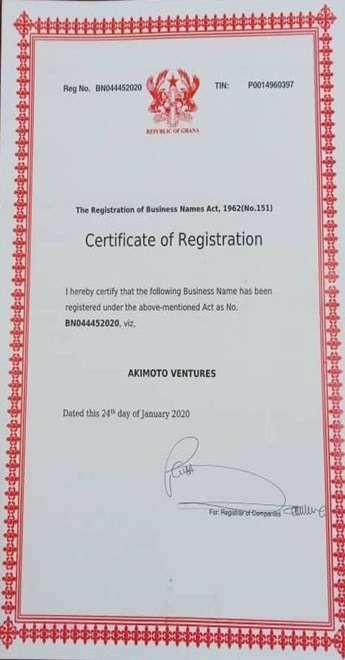 Reg No. BN044452020
TIN: P0014960397
REPUBLIC OF GHANA
The Registration of Business Names Act, 1962(No.151)
Certificate of Registration
I hereby certify that the following Business Name has been
registered under the above-mentioned Act as No.
BN044452020, viz,
AKIMOTO VENTURES
Dated this 24th day of January 2020
For: Registrar of Companies